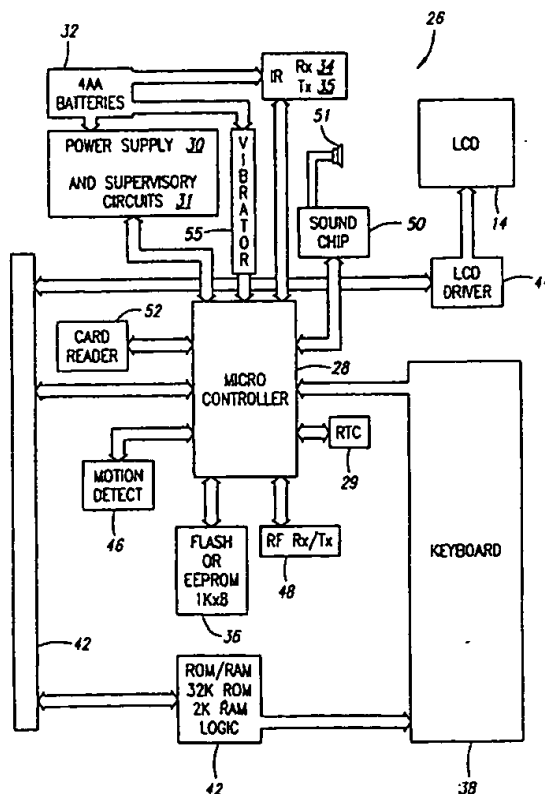 32
26
4AA
BATTERIES
IR Rx 34
Tx 35
51
LCD
POWER SUPPLY 30
AND SUPERVISORY
CIRCUITS 31
VIBRATOR
55
SOUND
CHIP
50
14
LCD
DRIVER
52
CARD
READER
MICRO
CONTROLLER
28
RTC
29
MOTION
DETECT
46
FLASH
OR
EEPROM
1Kx8
36
RF Rx/Tx
48
KEYBOARD
42
ROM/RAM
32K ROM
2K RAM
LOGIC
42
38